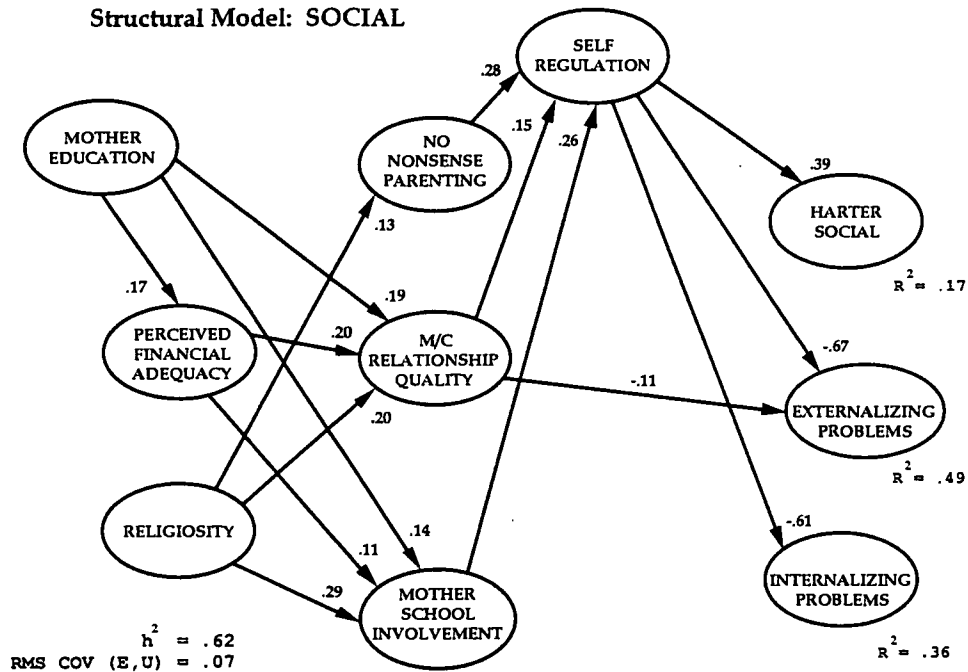 Structural Model: SOCIAL
SELF
REGULATION
.28
.15
.26
MOTHER
EDUCATION
NO
NONSENSE
PARENTING
.39
HARTER
SOCIAL
R² = .17
.13
.17
.19
PERCEIVED
FINANCIAL
ADEQUACY
.20
M/C
RELATIONSHIP
QUALITY
-.67
-.11
.20
EXTERNALIZING
PROBLEMS
R² = .49
RELIGIOSITY
.14
.11
-.61
.29
MOTHER
SCHOOL
INVOLVEMENT
INTERNALIZING
PROBLEMS
R² = .36
h² = .62
RMS COV (E,U) = .07